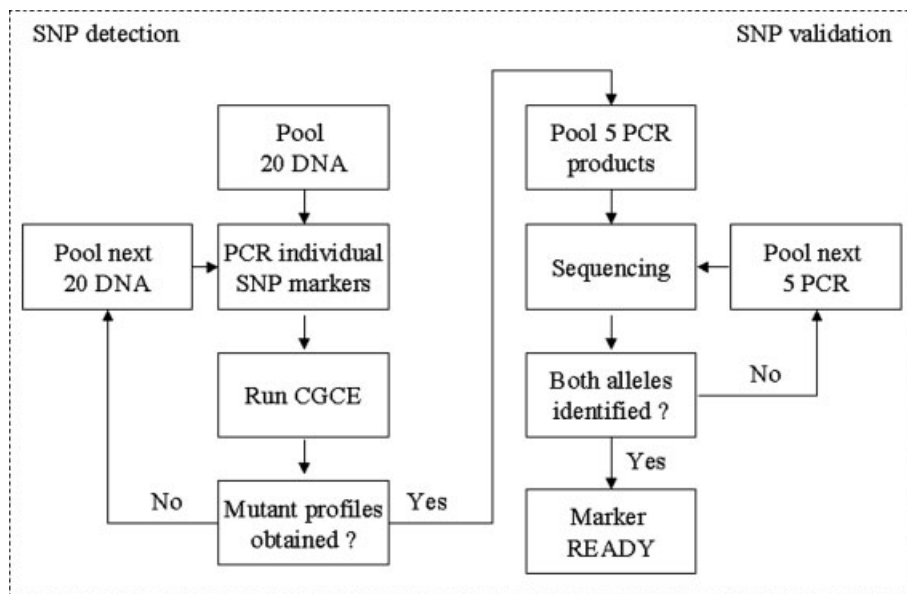 SNP detection
SNP validation
Pool
20 DNA
Pool next
20 DNA
PCR individual
SNP markers
Run CGCE
Mutant profiles
obtained ?
No
Yes
Pool 5 PCR
products
Sequencing
Pool next
5 PCR
Both alleles
identified ?
No
Yes
Marker
READY